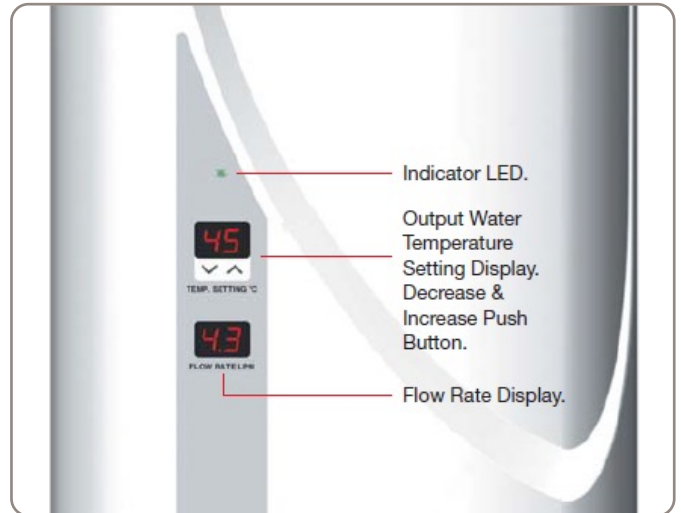 Indicator LED.
45
Output Water
Temperature
Setting Display.
Decrease &
Increase Push
Button.
TEMP. SETTING °C
4.3
FLOW RATE LPM
Flow Rate Display.